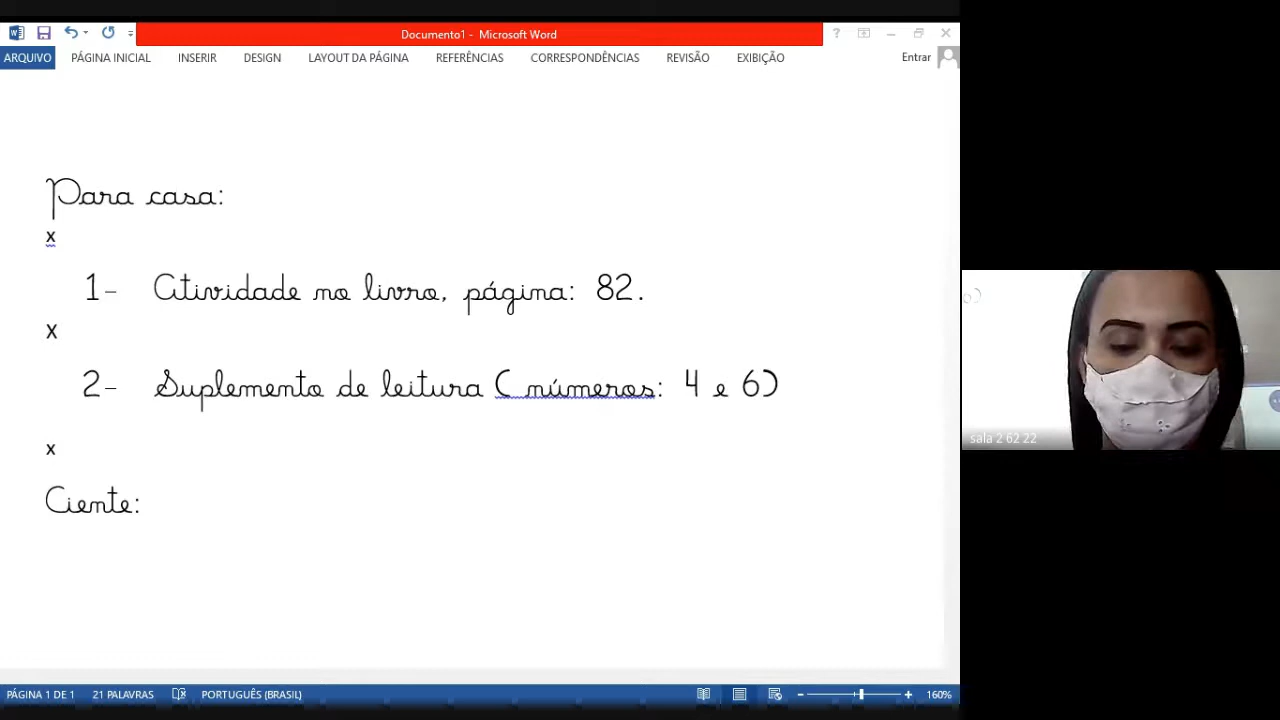 Documento1 - Microsoft Word
?
ARQUIVO PÁGINA INICIAL INSERIR DESIGN LAYOUT DA PÁGINA REFERÊNCIAS CORRESPONDÊNCIAS REVISÃO EXIBIÇÃO Entrar
Para casa:
x
1- Atividade no livro, página: 82.
X
2- Suplemento de leitura ( números: 4 e 6)
x
Ciente:
sala 2 62 22
PÁGINA 1 DE 1 21 PALAVRAS PORTUGUÊS (BRASIL) 160%